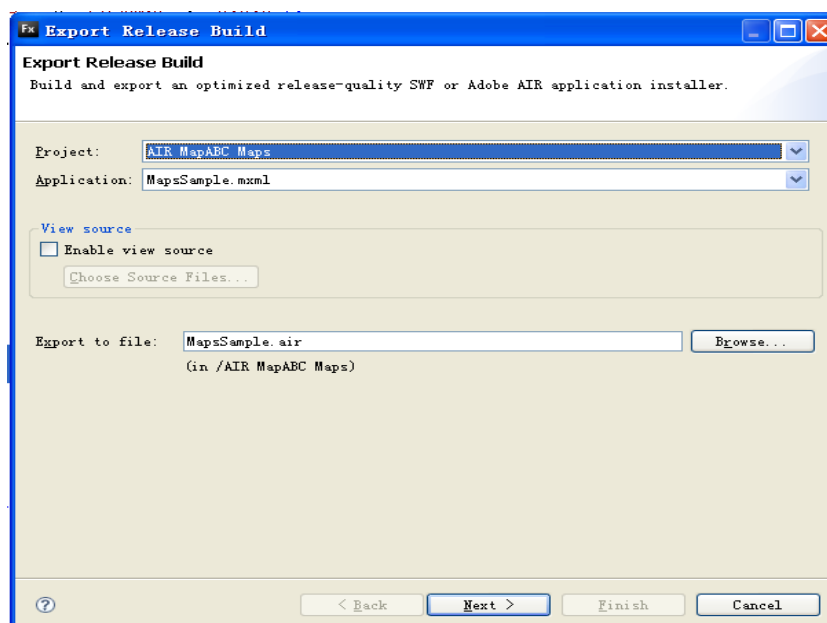 Fx Export Release Build
Export Release Build
Build and export an optimized release-quality SWF or Adobe AIR application installer.
Project: AIR MapABC Maps
Application: MapsSample.mxml
View source
Enable view source
Choose Source Files...
Export to file: MapsSample.air Browse...
(in /AIR MapABC Maps)
? < Back Next > Finish Cancel